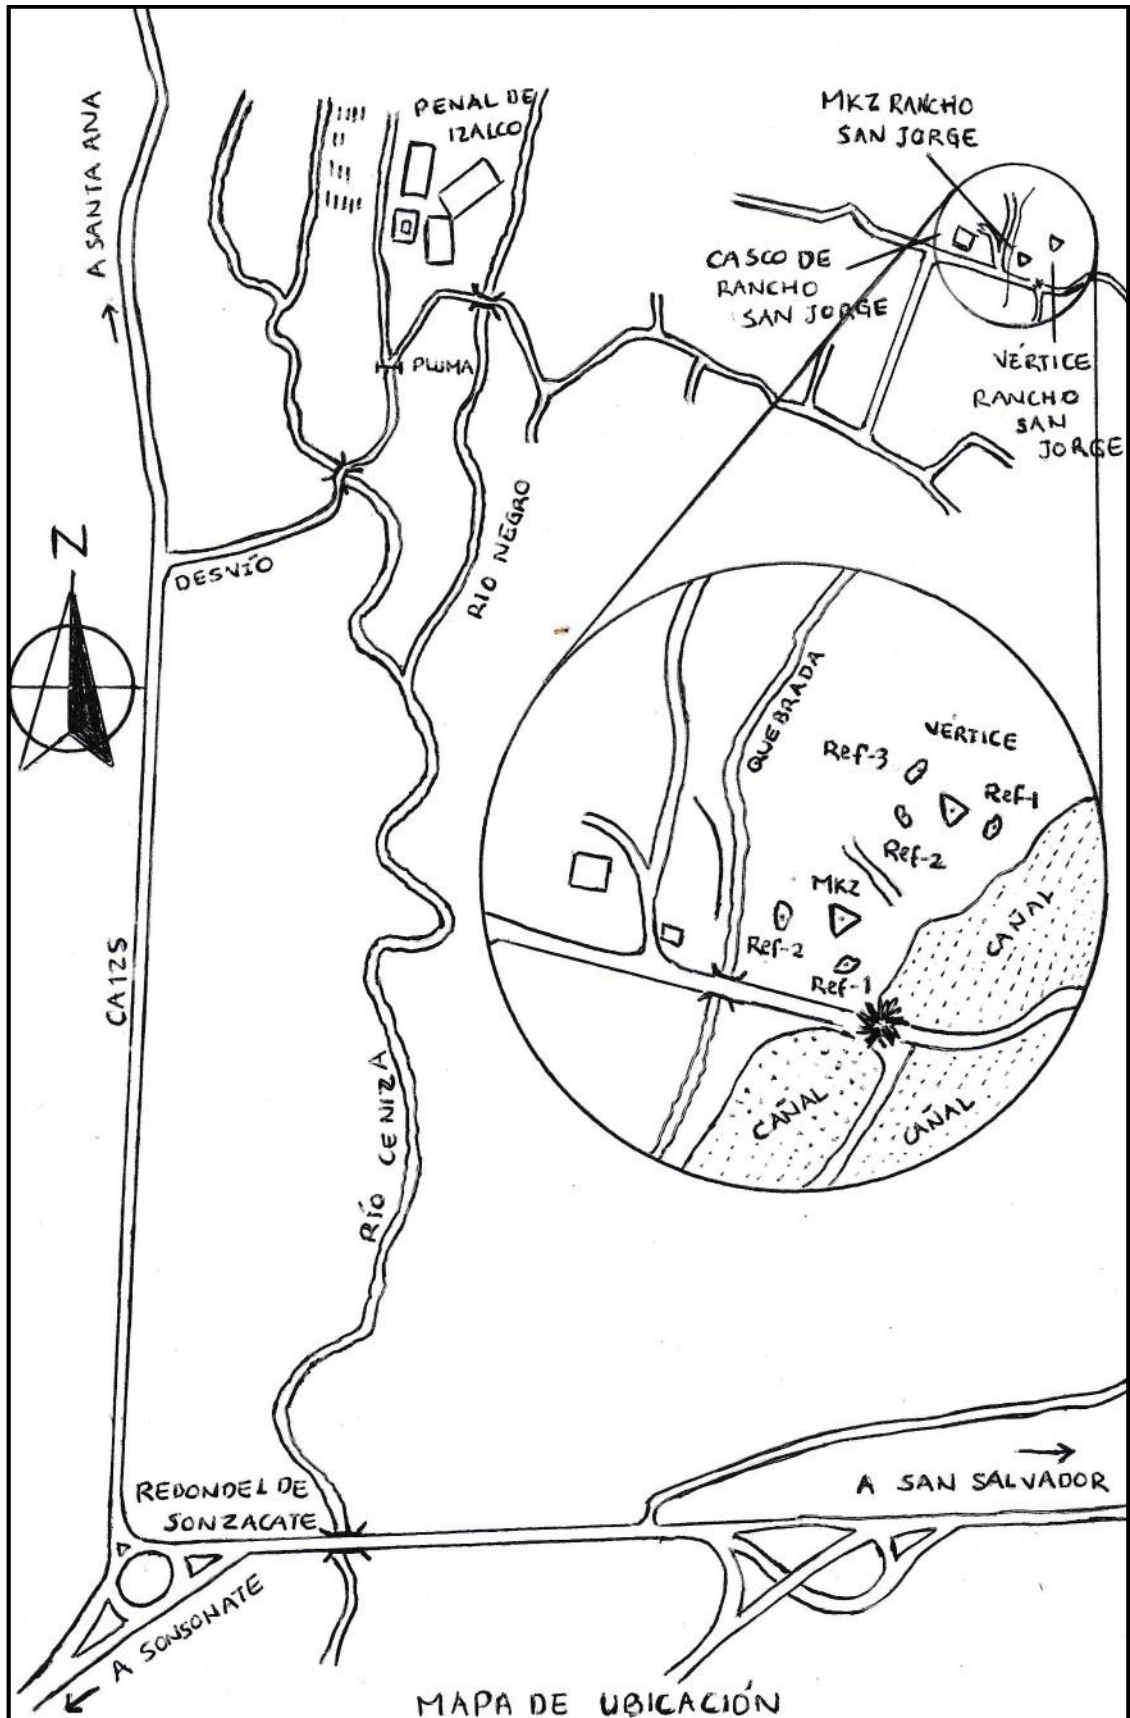 A SANTA ANA
PENAL DE
IZALCO
MKZ RANCHO
SAN JORGE
CASCO DE
RANCHO
SAN JORGE
PLUMA
VÉRTICE
RANCHO
SAN
JORGE
N
DESVÍO
RIO NEGRO
QUEBRADA
VÉRTICE
Ref-3
Ref-1
Ref-2
MKZ
Ref-2
Ref-1
CAÑAL
CAÑAL
CAÑAL
CA12S
RÍO CENIZA
REDONDEL DE
SONZACATE
A SAN SALVADOR
A SONSONATE
MAPA DE UBICACIÓN